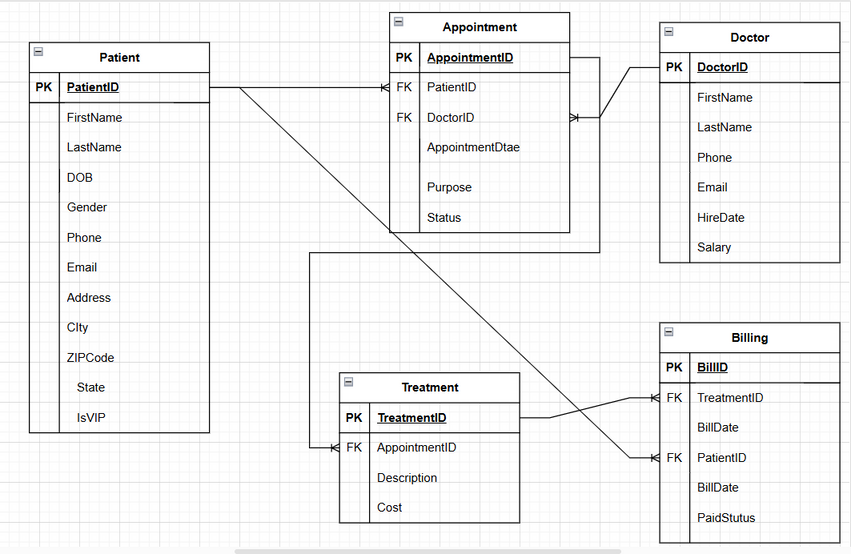 Patient
PK PatientID
FirstName
LastName
DOB
Gender
Phone
Email
Address
CIty
ZIPCode
State
IsVIP
Appointment
PK AppointmentID
FK PatientID
FK DoctorID
AppointmentDtae
Purpose
Status
Doctor
PK DoctorID
FirstName
LastName
Phone
Email
HireDate
Salary
Treatment
PK TreatmentID
FK AppointmentID
Description
Cost
Billing
PK BillID
FK TreatmentID
BillDate
FK PatientID
BillDate
PaidStutus